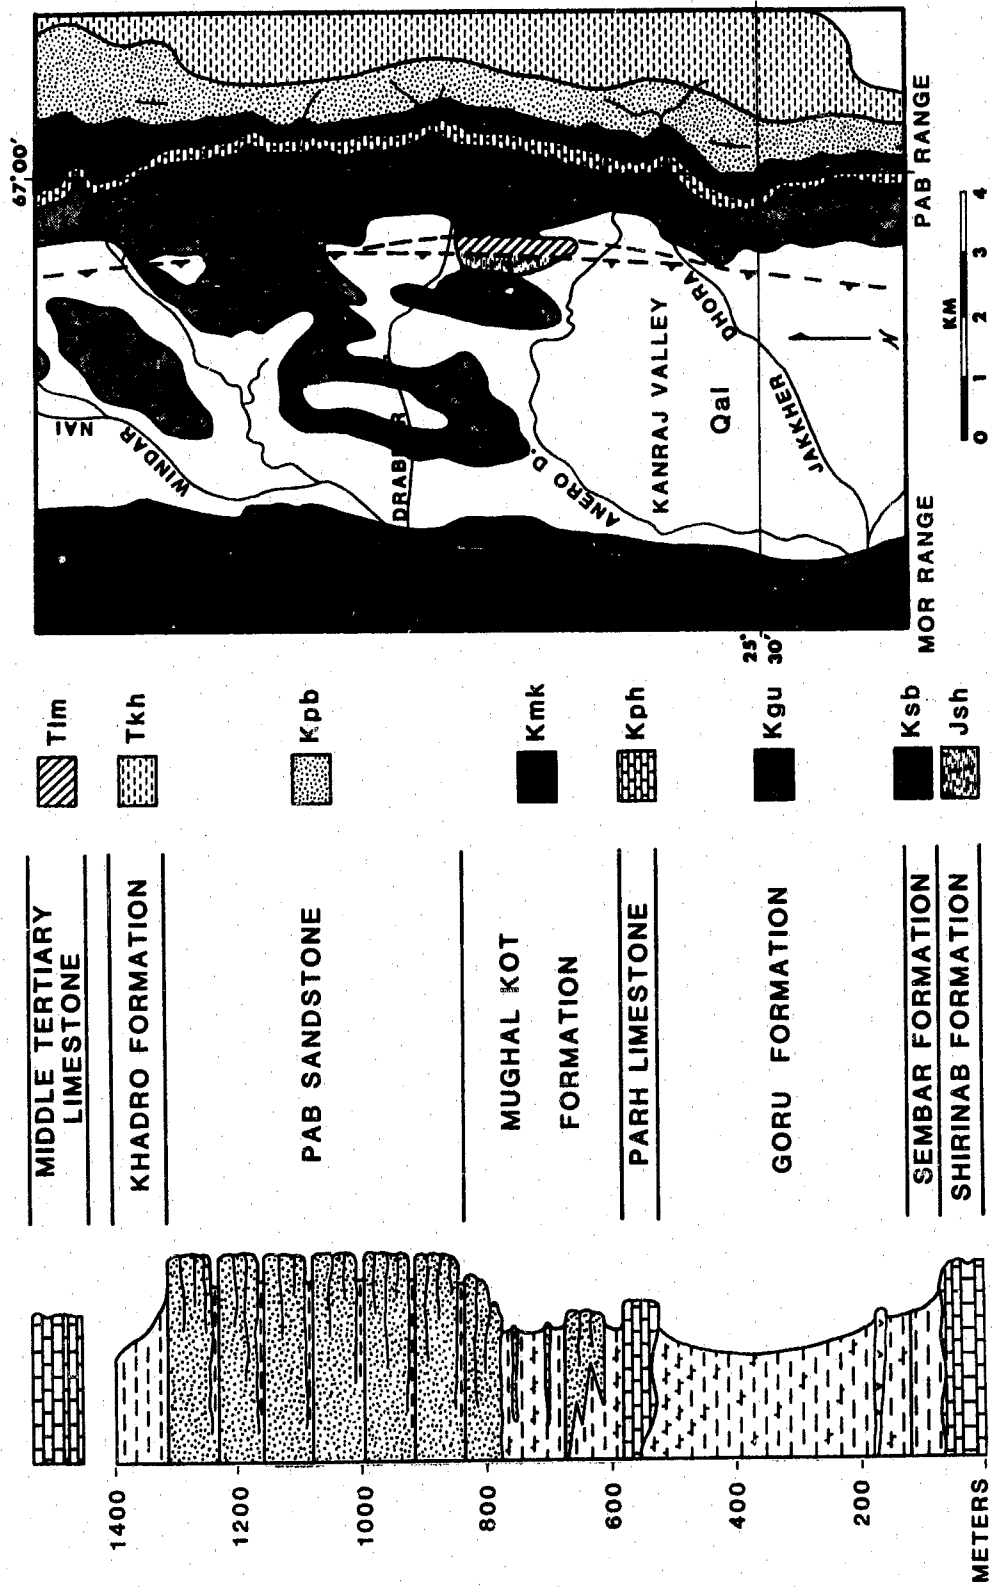 67°00'
NAI
WINDAR
DRAB
ANERO D.
KANRAJ VALLEY
Qal
DHORA
JAKKHER
N
25°
30'
MOR RANGE
PAB RANGE
0 1 2 3 4
KM
Tlm
Tkh
Kpb
Kmk
Kph
Kgu
Ksb
Jsh
MIDDLE TERTIARY
LIMESTONE
KHADRO FORMATION
PAB SANDSTONE
MUGHAL KOT
FORMATION
PARH LIMESTONE
GORU FORMATION
SEMBAR FORMATION
SHIRINAB FORMATION
1400
1200
1000
800
600
400
200
METERS